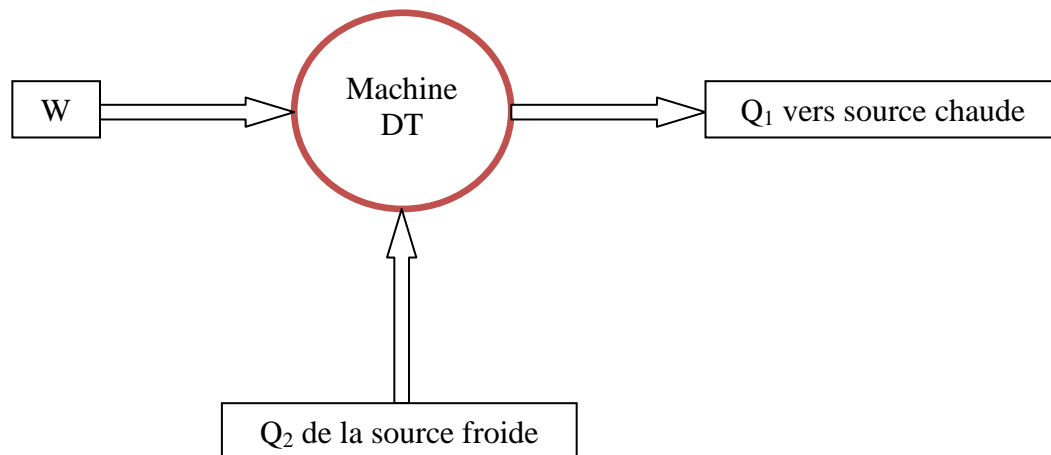 W
Machine
DT
Q₁ vers source chaude
Q₂ de la source froide